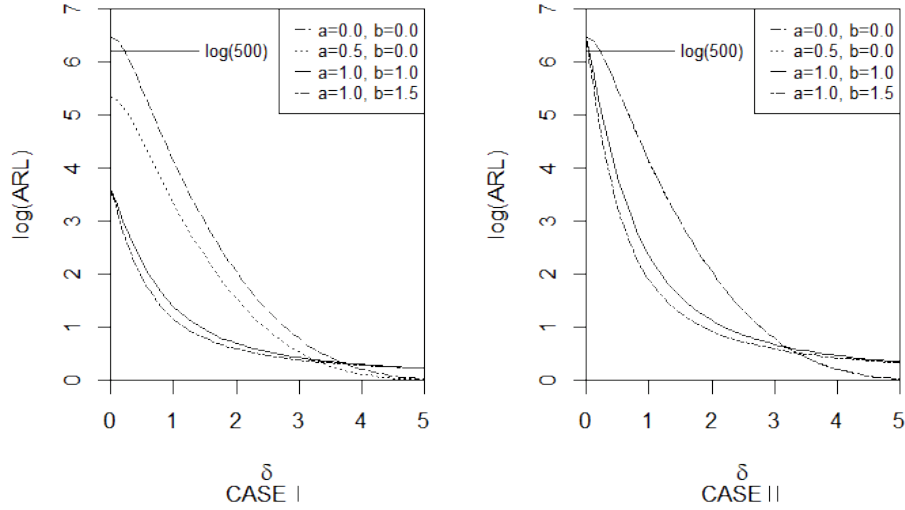 log(ARL)
7
6
5
4
3
2
1
0
log(500)
a=0.0, b=0.0
a=0.5, b=0.0
a=1.0, b=1.0
a=1.0, b=1.5
0 1 2 3 4 5
δ
CASE I
log(ARL)
7
6
5
4
3
2
1
0
log(500)
a=0.0, b=0.0
a=0.5, b=0.0
a=1.0, b=1.0
a=1.0, b=1.5
0 1 2 3 4 5
δ
CASE II